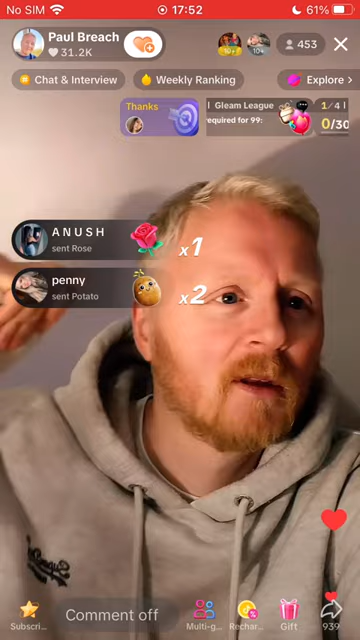 No SIM 17:52 61%
Paul Breach
31.2K
10+ 10+
453
Chat & Interview
Weekly Ranking
Explore >
Thanks
l Gleam League 1/4 |
required for 99: 0/30
A N U S H
sent Rose
x1
penny
sent Potato
x2
Subscri...
Comment off
Multi-g...
Rechar...
Gift
939